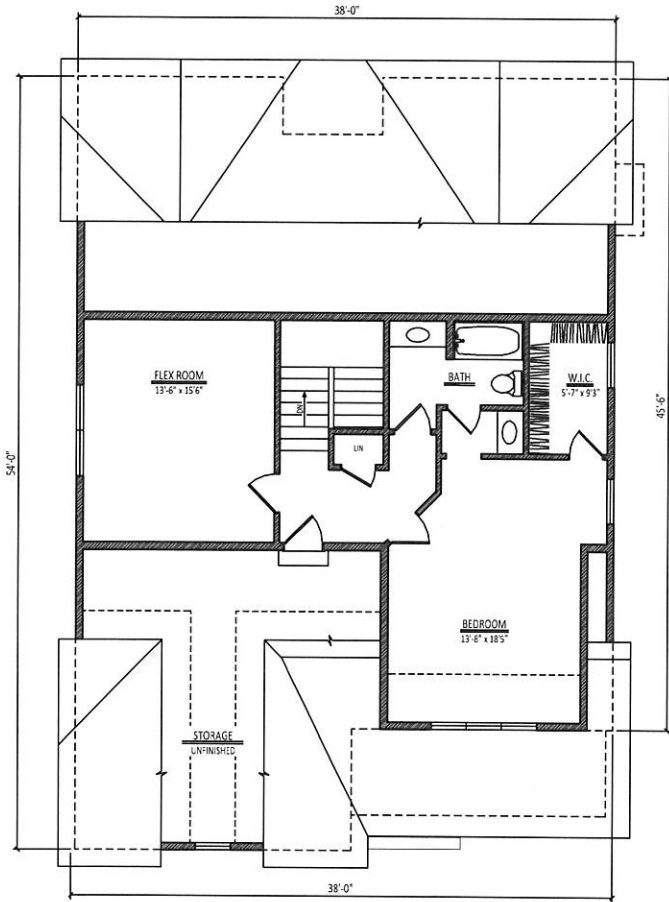 38'-0"
FLEX ROOM
13'-6" x 15'6"
DN
LIN
BATH
W.I.C.
5'-7" x 9'3"
54'-0"
45'-6"
BEDROOM
13'-6" x 18'5"
STORAGE
UNFINISHED
38'-0"